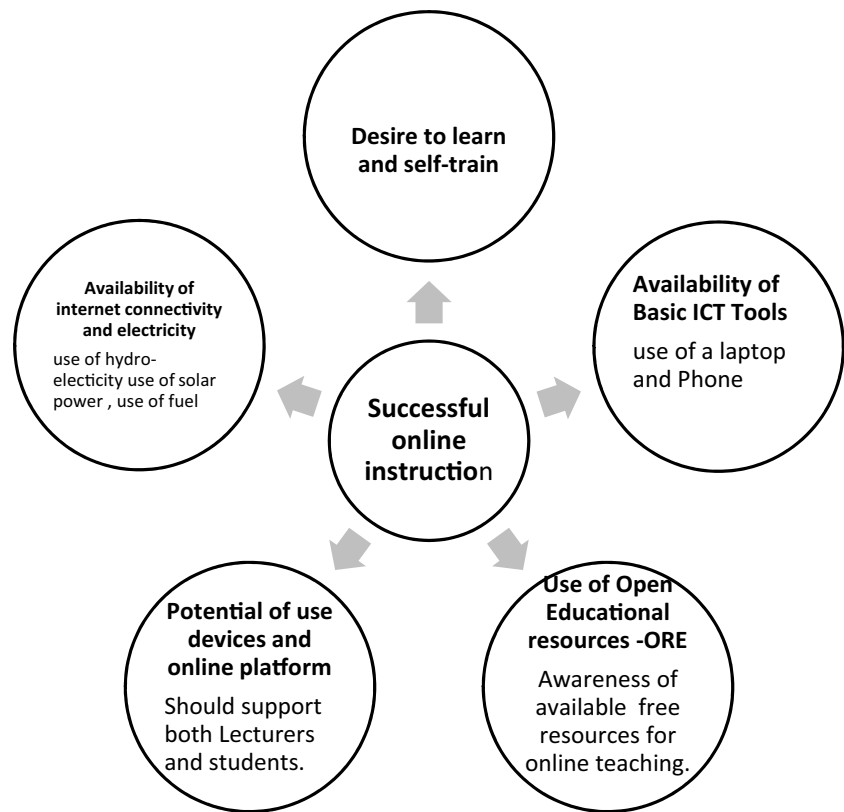 Desire to learn
and self-train
Availability of
internet connectivity
and electricity
use of hydro-
electicity use of solar
power , use of fuel
Availability of
Basic ICT Tools
use of a laptop
and Phone
Successful
online
instruction
Potential of use
devices and
online platform
Should support
both Lecturers
and students.
Use of Open
Educational
resources -ORE
Awareness of
available free
resources for
online teaching.